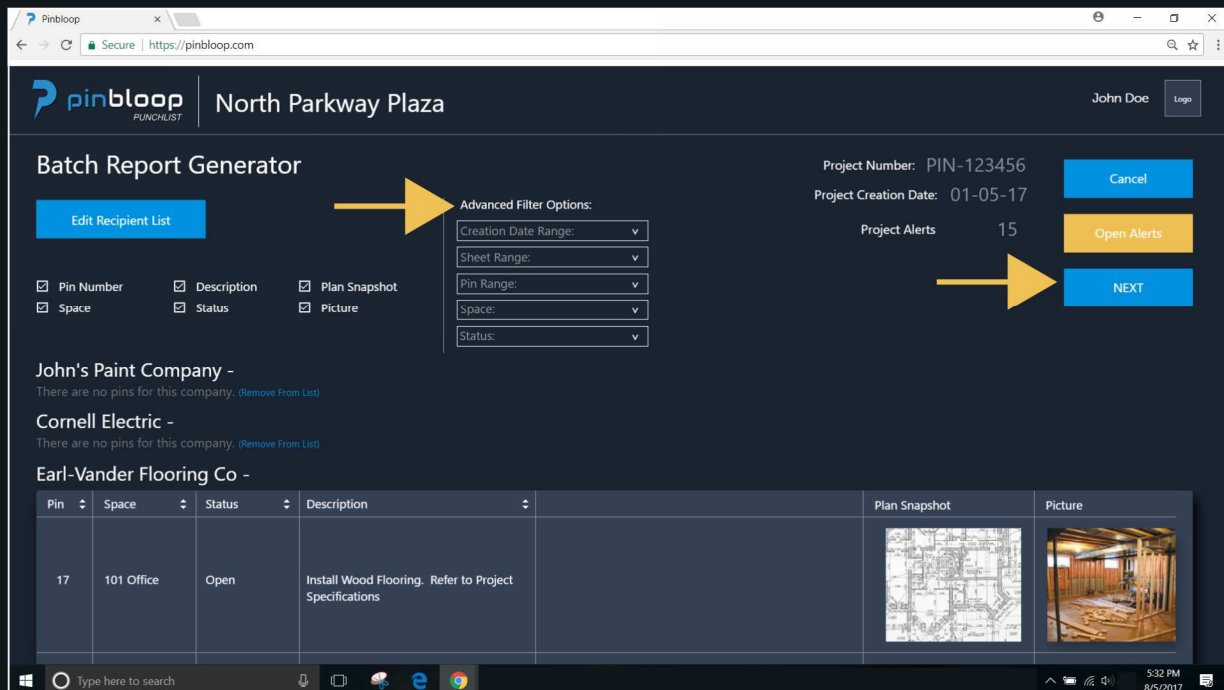 Pinbloop
Secure | https://pinbloop.com
pinbloop
PUNCHLIST
North Parkway Plaza
John Doe
Logo
Batch Report Generator
Edit Recipient List
Pin Number
Description
Plan Snapshot
Space
Status
Picture
Advanced Filter Options:
Creation Date Range:
Sheet Range:
Pin Range:
Space:
Status:
Project Number: PIN-123456
Project Creation Date: 01-05-17
Project Alerts 15
Cancel
Open Alerts
NEXT
John's Paint Company -
There are no pins for this company. (Remove From List)
Cornell Electric -
There are no pins for this company. (Remove From List)
Earl-Vander Flooring Co -
Pin Space Status Description Plan Snapshot Picture
17 101 Office Open Install Wood Flooring. Refer to Project
Specifications
Type here to search
5:32 PM
8/5/2017